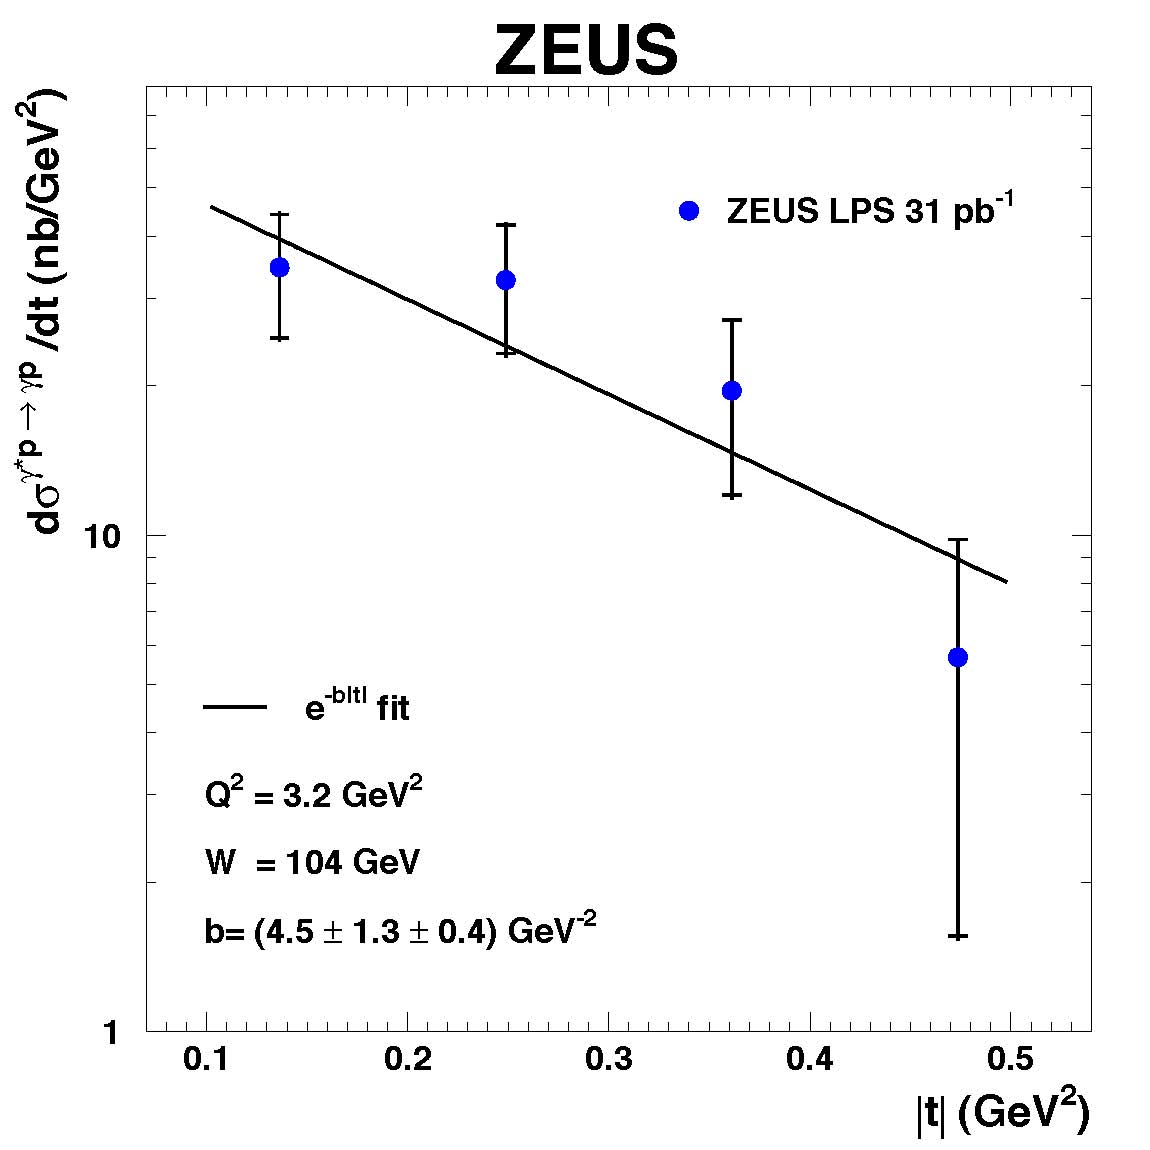 ZEUS
dσ^γ*p → γp /dt (nb/GeV²)
ZEUS LPS 31 pb⁻¹
10
e^-b|t| fit
Q² = 3.2 GeV²
W = 104 GeV
b= (4.5 ± 1.3 ± 0.4) GeV⁻²
1
0.1 0.2 0.3 0.4 0.5
|t| (GeV²)